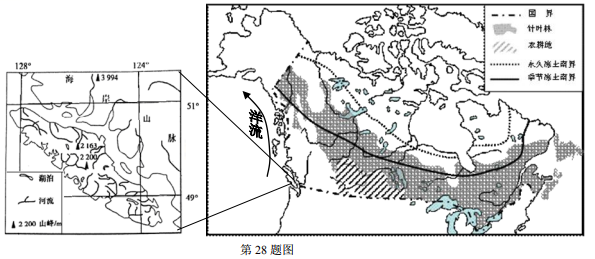 128°
124°
51°
49°
海
岸
山
脉
3 994
2 163
2 200
湖泊
河流
2 200 山峰/m
洋流
国 界
针叶林
农耕地
永久冻土南界
季节冻土南界
第 28 题图